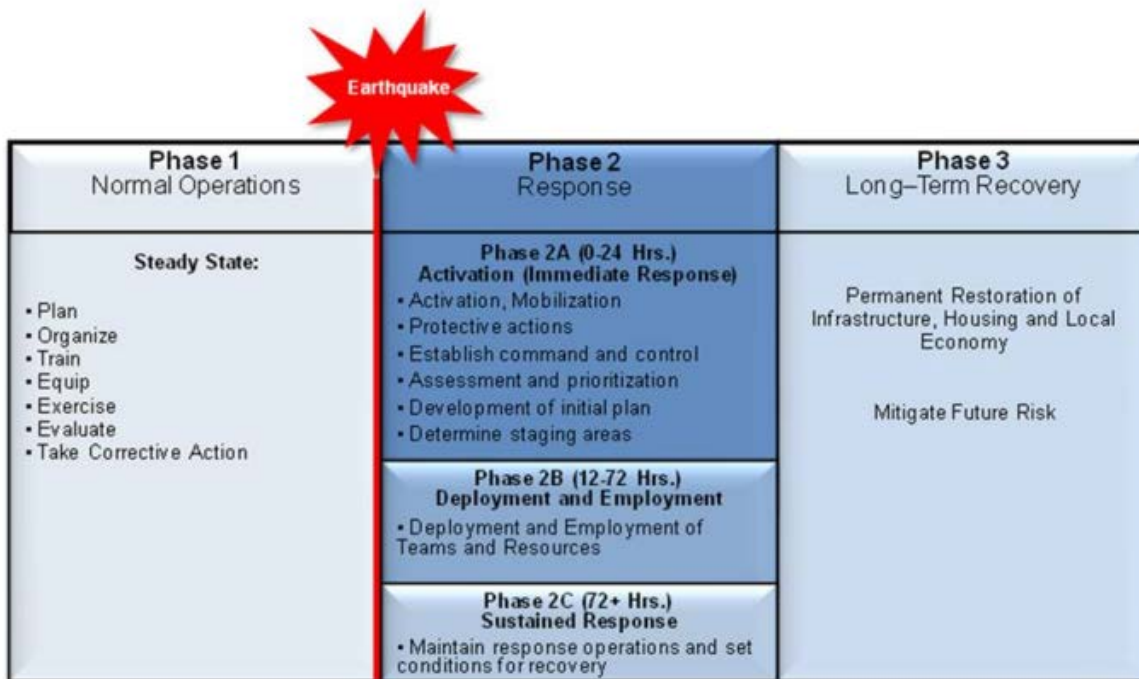 Earthquake
Phase 1
Normal Operations
Phase 2
Response
Phase 3
Long–Term Recovery
Steady State:
▪ Plan
▪ Organize
▪ Train
▪ Equip
▪ Exercise
▪ Evaluate
▪ Take Corrective Action
Phase 2A (0-24 Hrs.)
Activation (Immediate Response)
▪ Activation, Mobilization
▪ Protective actions
▪ Establish command and control
▪ Assessment and prioritization
▪ Development of initial plan
▪ Determine staging areas
Phase 2B (12-72 Hrs.)
Deployment and Employment
▪ Deployment and Employment of
Teams and Resources
Phase 2C (72+ Hrs.)
Sustained Response
▪ Maintain response operations and set
conditions for recovery
Permanent Restoration of
Infrastructure, Housing and Local
Economy
Mitigate Future Risk